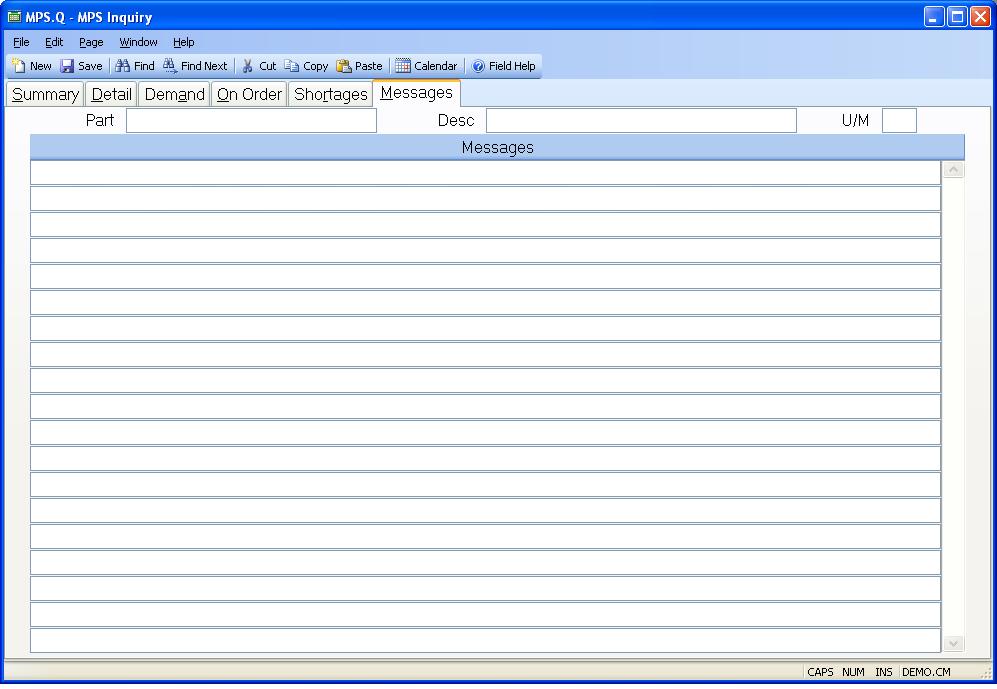 MPS.Q - MPS Inquiry
File Edit Page Window Help
New Save Find Find Next Cut Copy Paste Calendar Field Help
Summary Detail Demand On Order Shortages Messages
Part Desc U/M
Messages
CAPS NUM INS DEMO.CM